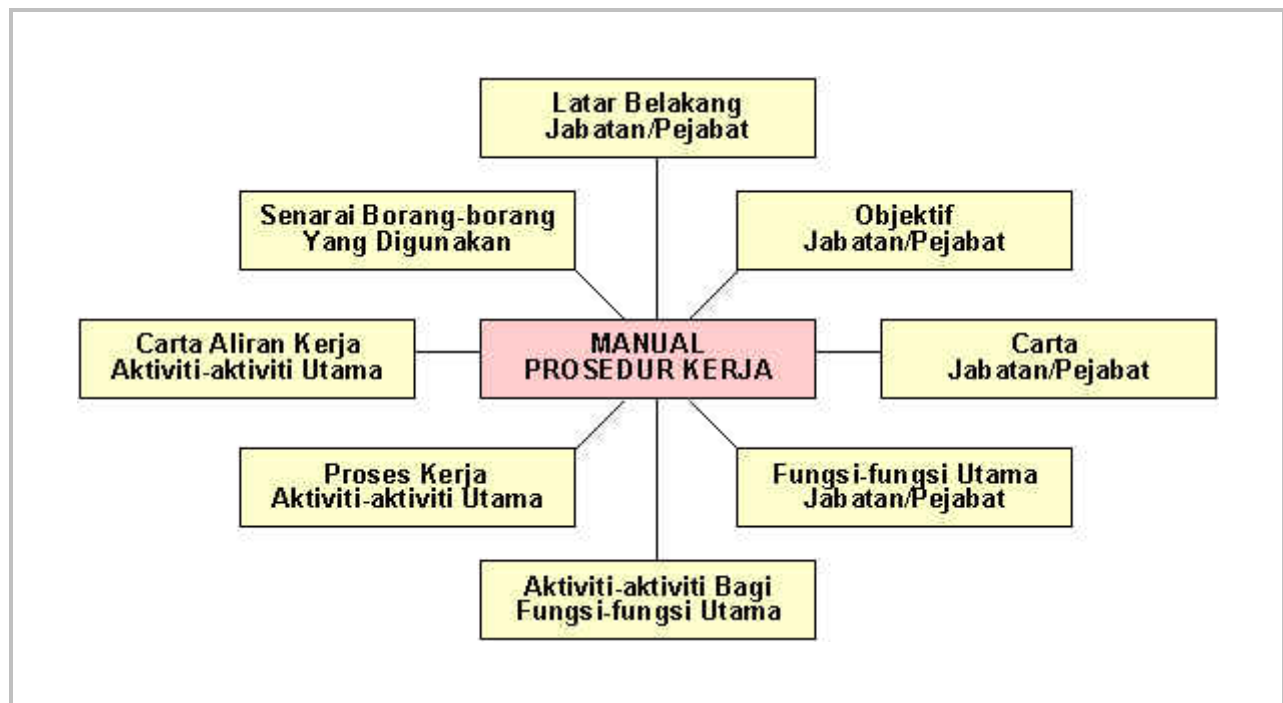 Latar Belakang
Jabatan/Pejabat
Senarai Borang-borang
Yang Digunakan
Objektif
Jabatan/Pejabat
Carta Aliran Kerja
Aktiviti-aktiviti Utama
MANUAL
PROSEDUR KERJA
Carta
Jabatan/Pejabat
Proses Kerja
Aktiviti-aktiviti Utama
Fungsi-fungsi Utama
Jabatan/Pejabat
Aktiviti-aktiviti Bagi
Fungsi-fungsi Utama